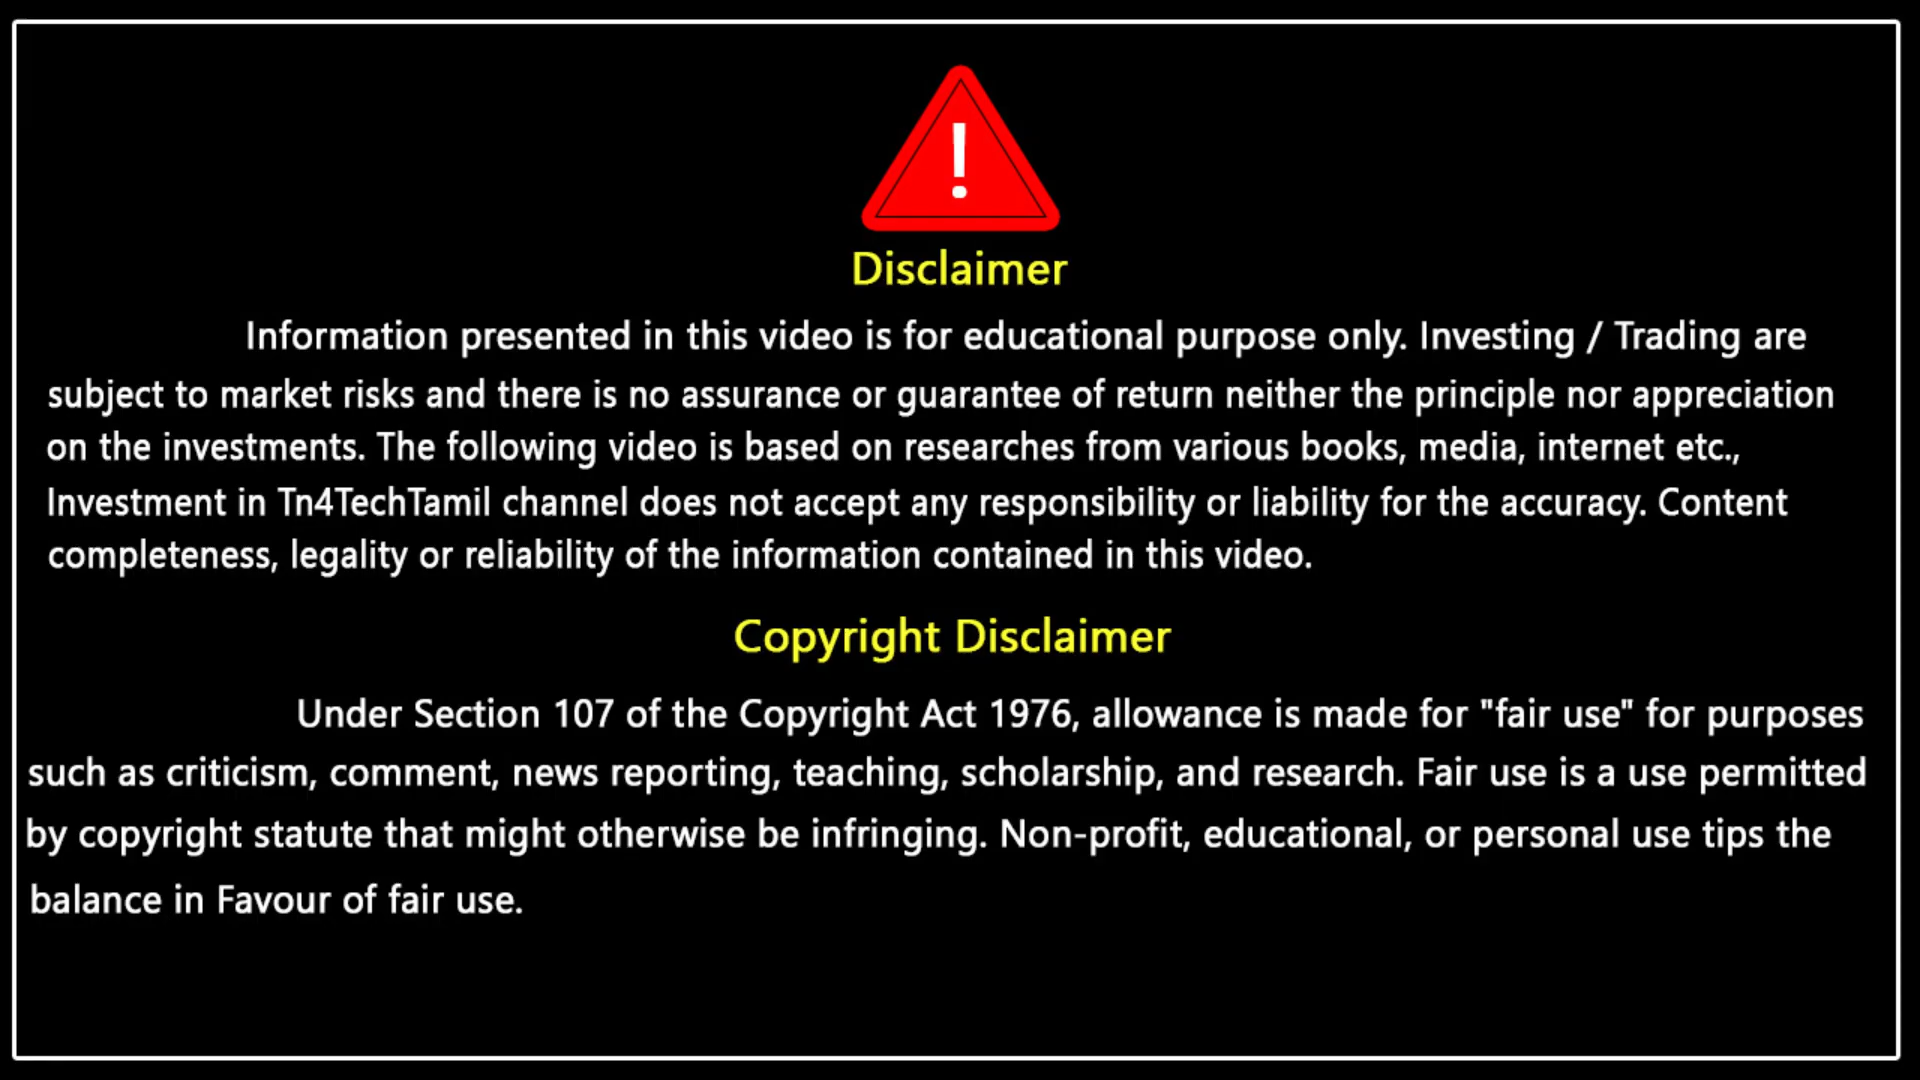 !
Disclaimer
Information presented in this video is for educational purpose only. Investing / Trading are
subject to market risks and there is no assurance or guarantee of return neither the principle nor appreciation
on the investments. The following video is based on researches from various books, media, internet etc.,
Investment in Tn4TechTamil channel does not accept any responsibility or liability for the accuracy. Content
completeness, legality or reliability of the information contained in this video.
Copyright Disclaimer
Under Section 107 of the Copyright Act 1976, allowance is made for "fair use" for purposes
such as criticism, comment, news reporting, teaching, scholarship, and research. Fair use is a use permitted
by copyright statute that might otherwise be infringing. Non-profit, educational, or personal use tips the
balance in Favour of fair use.